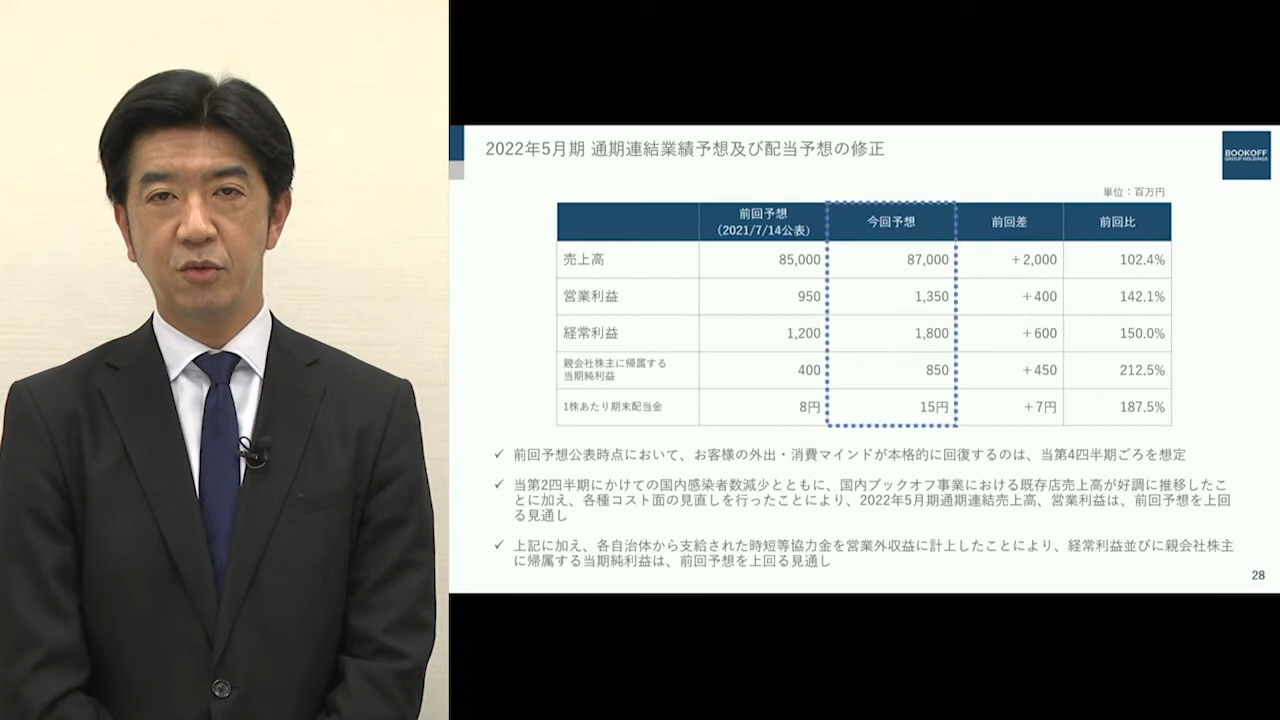 2022年5月期 通期連結業績予想及び配当予想の修正
BOOKOFF
GROUP HOLDINGS
単位：百万円
前回予想
(2021/7/14公表)
今回予想
前回差
前回比
売上高
85,000
87,000
＋2,000
102.4%
営業利益
950
1,350
＋400
142.1%
経常利益
1,200
1,800
＋600
150.0%
親会社株主に帰属する
当期純利益
400
850
＋450
212.5%
1株あたり期末配当金
8円
15円
＋7円
187.5%
✓ 前回予想公表時点において、お客様の外出・消費マインドが本格的に回復するのは、当第4四半期ごろを想定
✓ 当第2四半期にかけての国内感染者数減少とともに、国内ブックオフ事業における既存店売上高が好調に推移したこ
とに加え、各種コスト面の見直しを行ったことにより、2022年5月期通期連結売上高、営業利益は、前回予想を上回
る見通し
✓ 上記に加え、各自治体から支給された時短等協力金を営業外収益に計上したことにより、経常利益並びに親会社株主
に帰属する当期純利益は、前回予想を上回る見通し
28